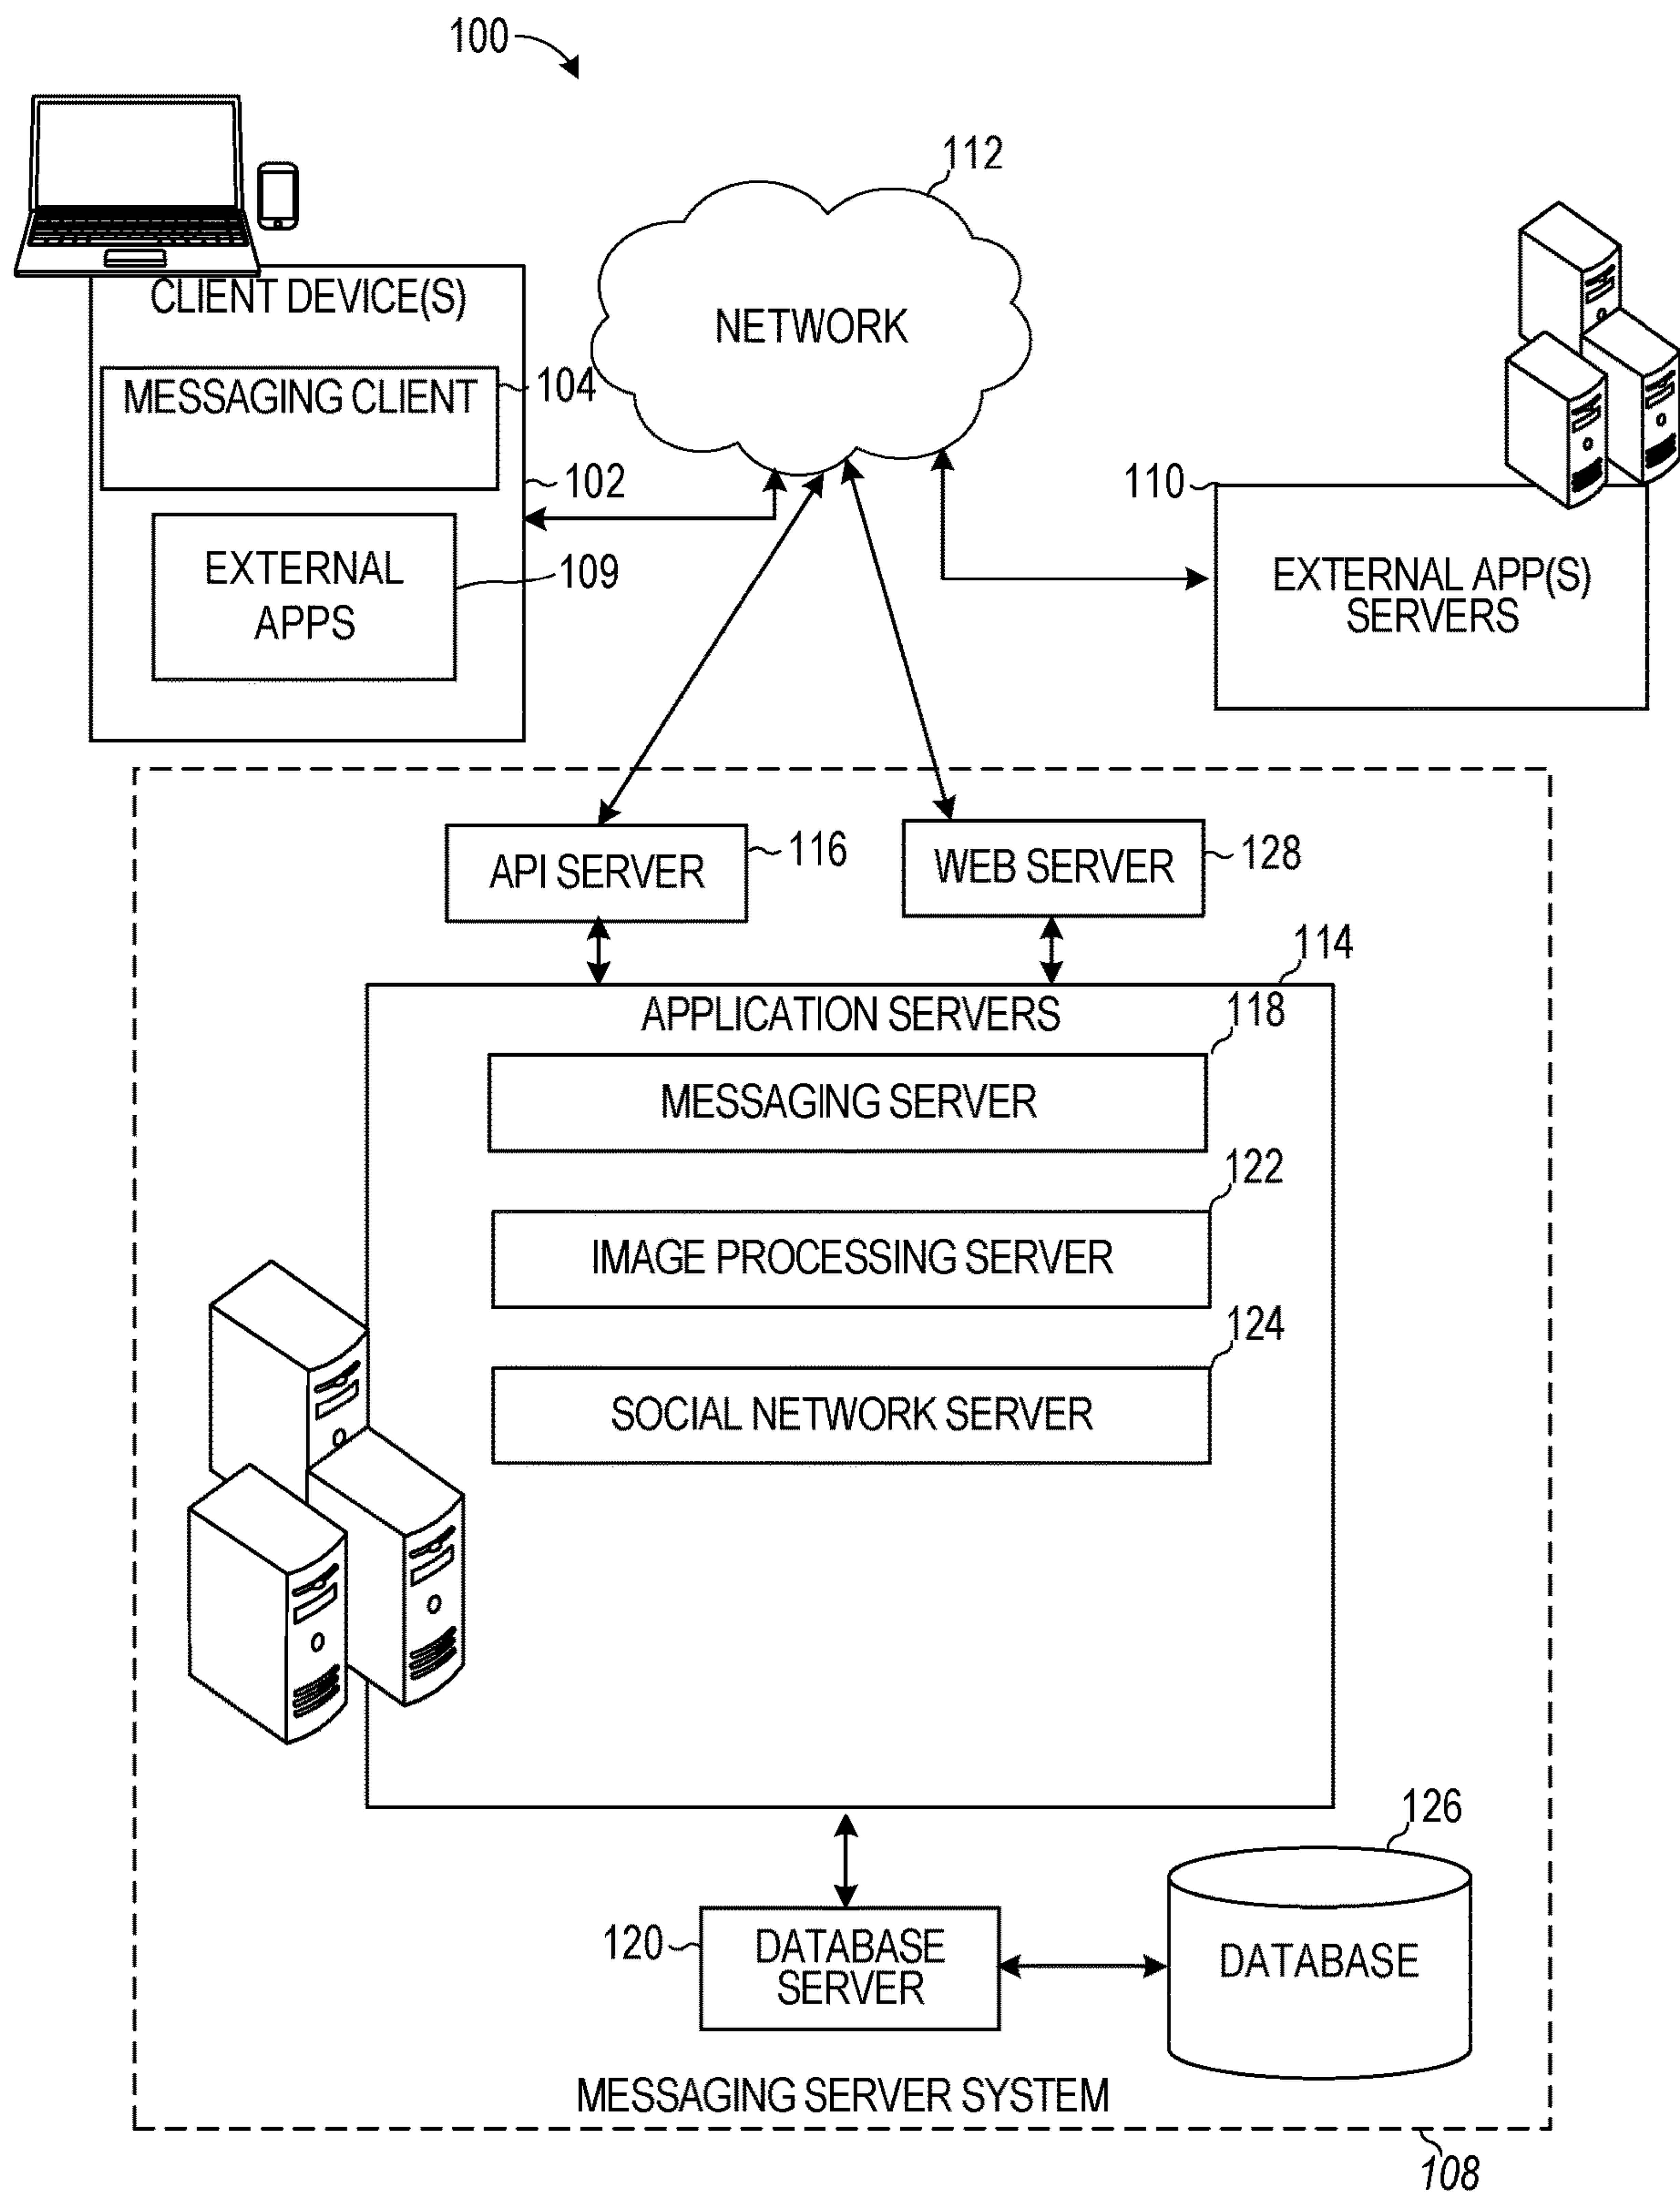 100
112
CLIENT DEVICE(S)
NETWORK
MESSAGING CLIENT
104
102
110
EXTERNAL
APPS
109
EXTERNAL APP(S)
SERVERS
API SERVER
116
WEB SERVER
128
114
APPLICATION SERVERS
118
MESSAGING SERVER
122
IMAGE PROCESSING SERVER
124
SOCIAL NETWORK SERVER
126
120
DATABASE
SERVER
DATABASE
MESSAGING SERVER SYSTEM
108